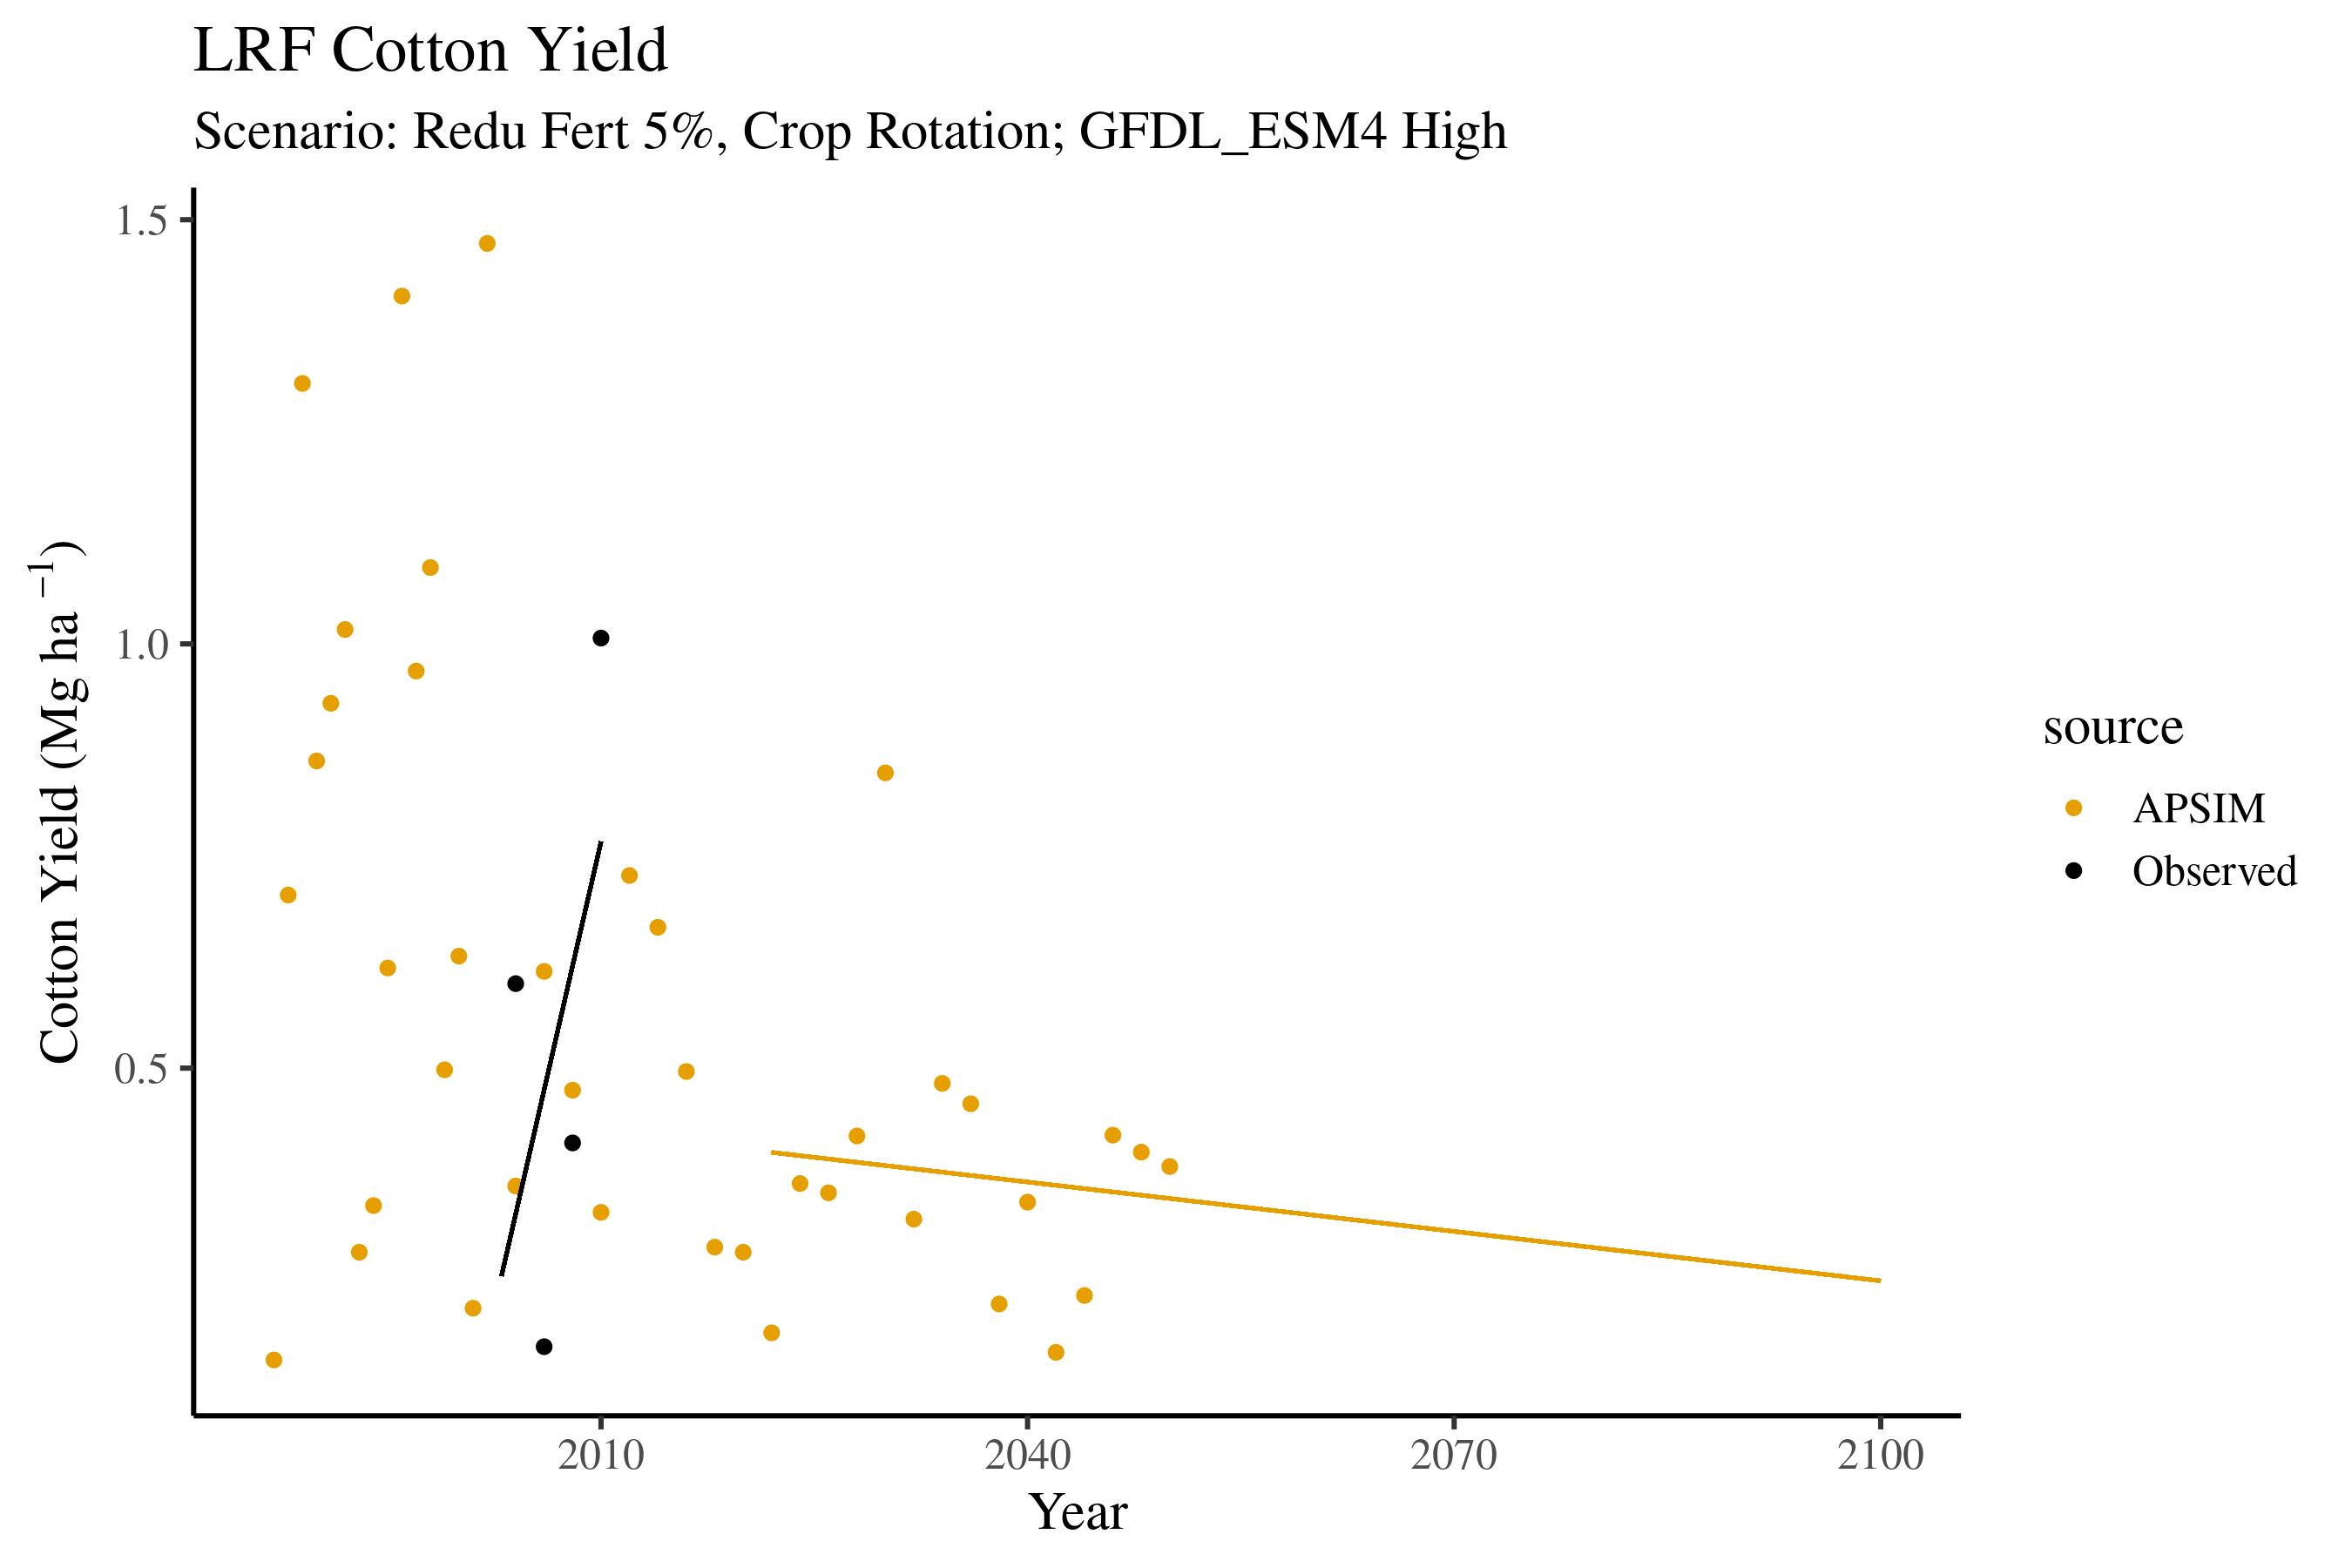 LRF Cotton Yield
Scenario: Redu Fert 5%, Crop Rotation; GFDL_ESM4 High
Cotton Yield (Mg ha −1)
1.5
1.0
0.5
2010
2040
2070
2100
Year
source
APSIM
Observed